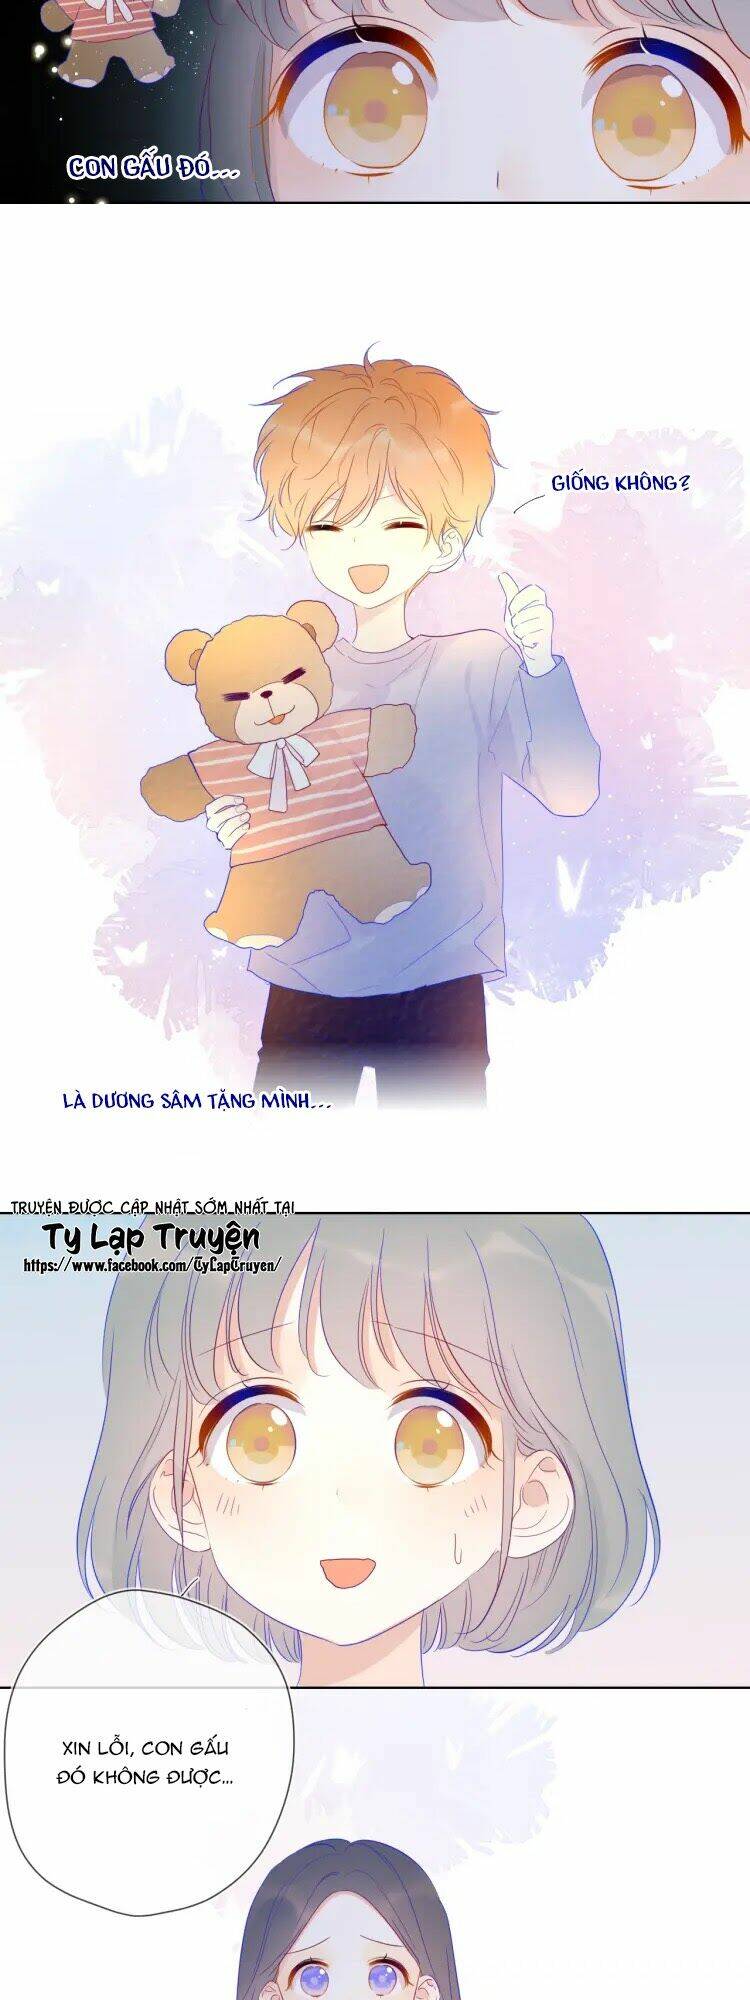 CON GẤU ĐÓ...
GIỐNG KHÔNG?
LÀ DƯƠNG SÂM TẶNG MÌNH...
TRUYỆN ĐƯỢC CẬP NHẬT SỚM NHẤT TẠI
Ty Lạp Truyện
https://www.facebook.com/TyLapTruyen/
XIN LỖI, CON GẤU
ĐÓ KHÔNG ĐƯỢC...